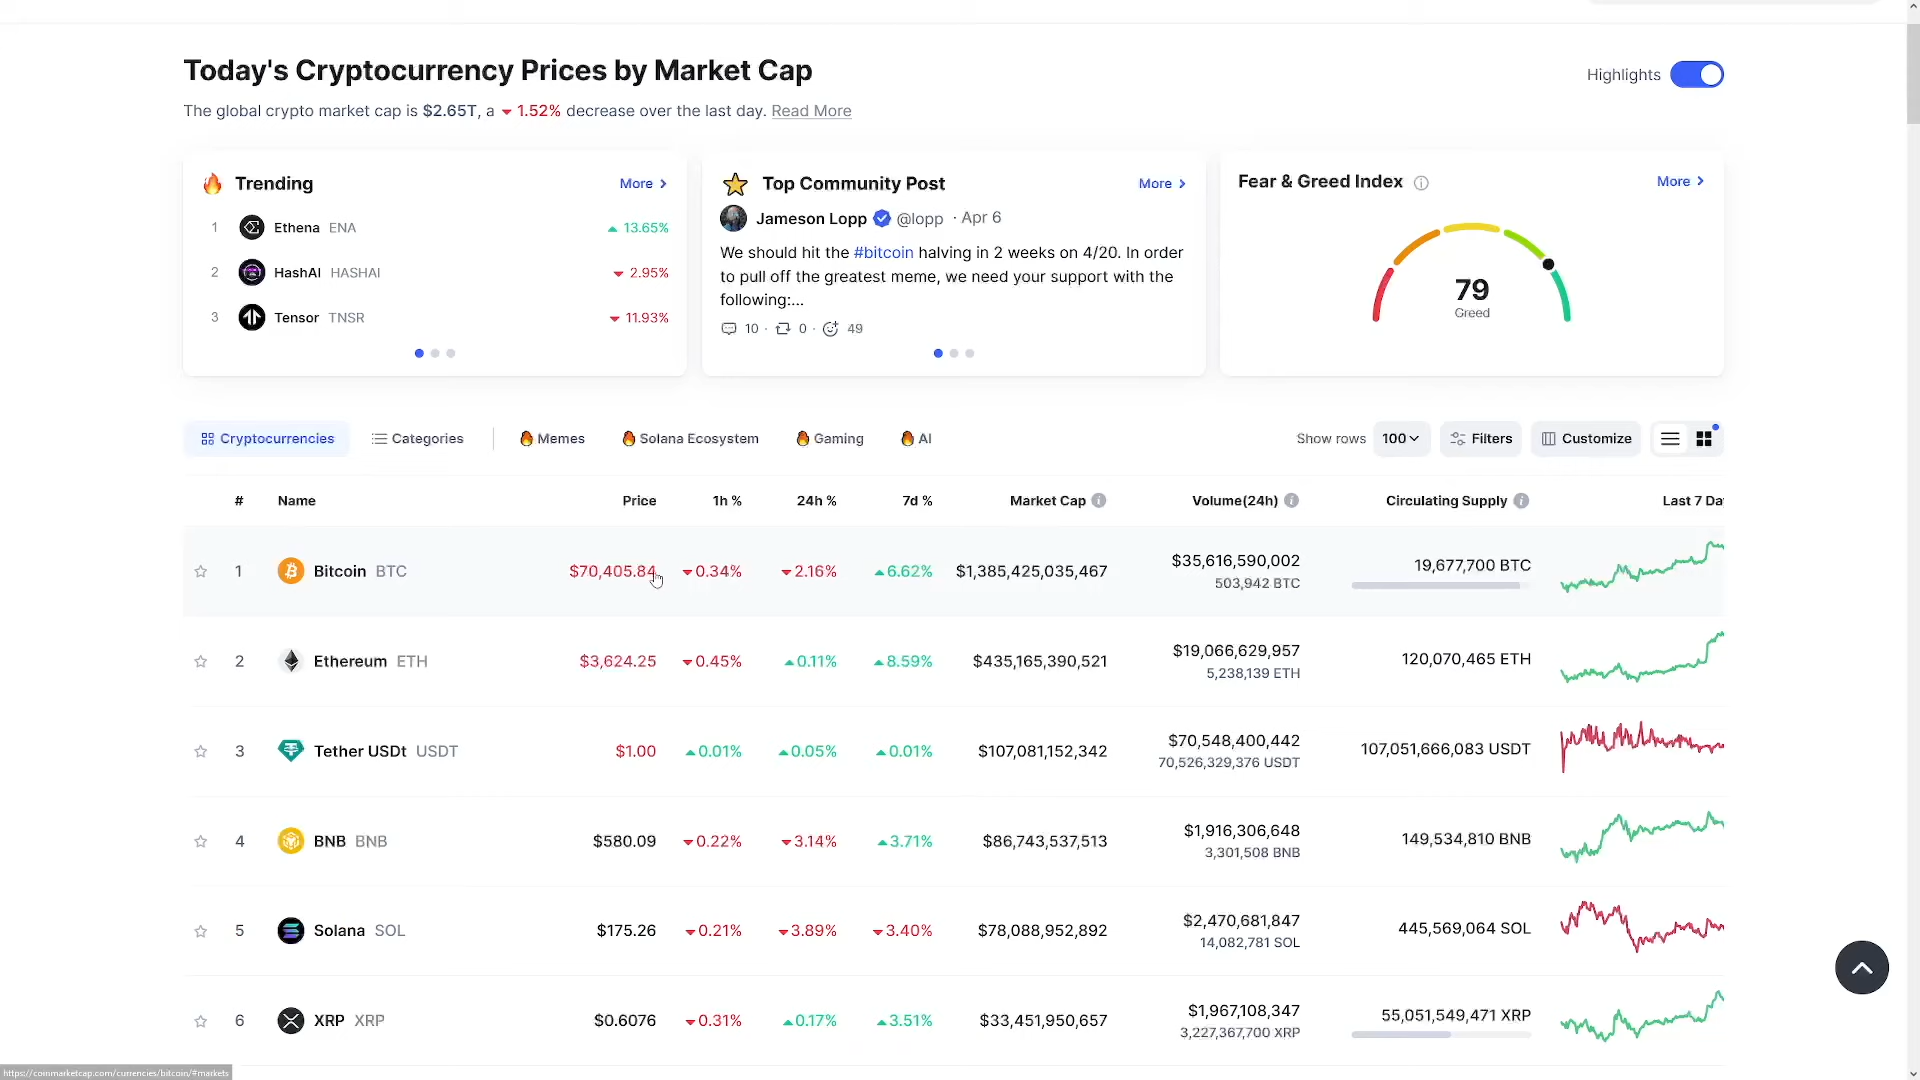 Today's Cryptocurrency Prices by Market Cap
Highlights
The global crypto market cap is $2.65T, a 1.52% decrease over the last day. Read More
Trending
More
1 Ethena ENA 13.65%
2 HashAI HASHAI 2.95%
3 Tensor TNSR 11.93%
Top Community Post
More
Jameson Lopp @lopp · Apr 6
We should hit the #bitcoin halving in 2 weeks on 4/20. In order
to pull off the greatest meme, we need your support with the
following:...
10 · 0 · 49
Fear & Greed Index
More
79
Greed
Cryptocurrencies Categories Memes Solana Ecosystem Gaming AI Show rows 100 Filters Customize
# Name Price 1h % 24h % 7d % Market Cap Volume(24h) Circulating Supply Last 7 Da
1 Bitcoin BTC $70,405.84 0.34% 2.16% 6.62% $1,385,425,035,467 $35,616,590,002 19,677,700 BTC
503,942 BTC
2 Ethereum ETH $3,624.25 0.45% 0.11% 8.59% $435,165,390,521 $19,066,629,957 120,070,465 ETH
5,238,139 ETH
3 Tether USDt USDT $1.00 0.01% 0.05% 0.01% $107,081,152,342 $70,548,400,442 107,051,666,083 USDT
70,526,329,376 USDT
4 BNB BNB $580.09 0.22% 3.14% 3.71% $86,743,537,513 $1,916,306,648 149,534,810 BNB
3,301,508 BNB
5 Solana SOL $175.26 0.21% 3.89% 3.40% $78,088,952,892 $2,470,681,847 445,569,064 SOL
14,082,781 SOL
6 XRP XRP $0.6076 0.31% 0.17% 3.51% $33,451,950,657 $1,967,108,347 55,051,549,471 XRP
3,227,367,700 XRP
https://coinmarketcap.com/currencies/bitcoin/#markets